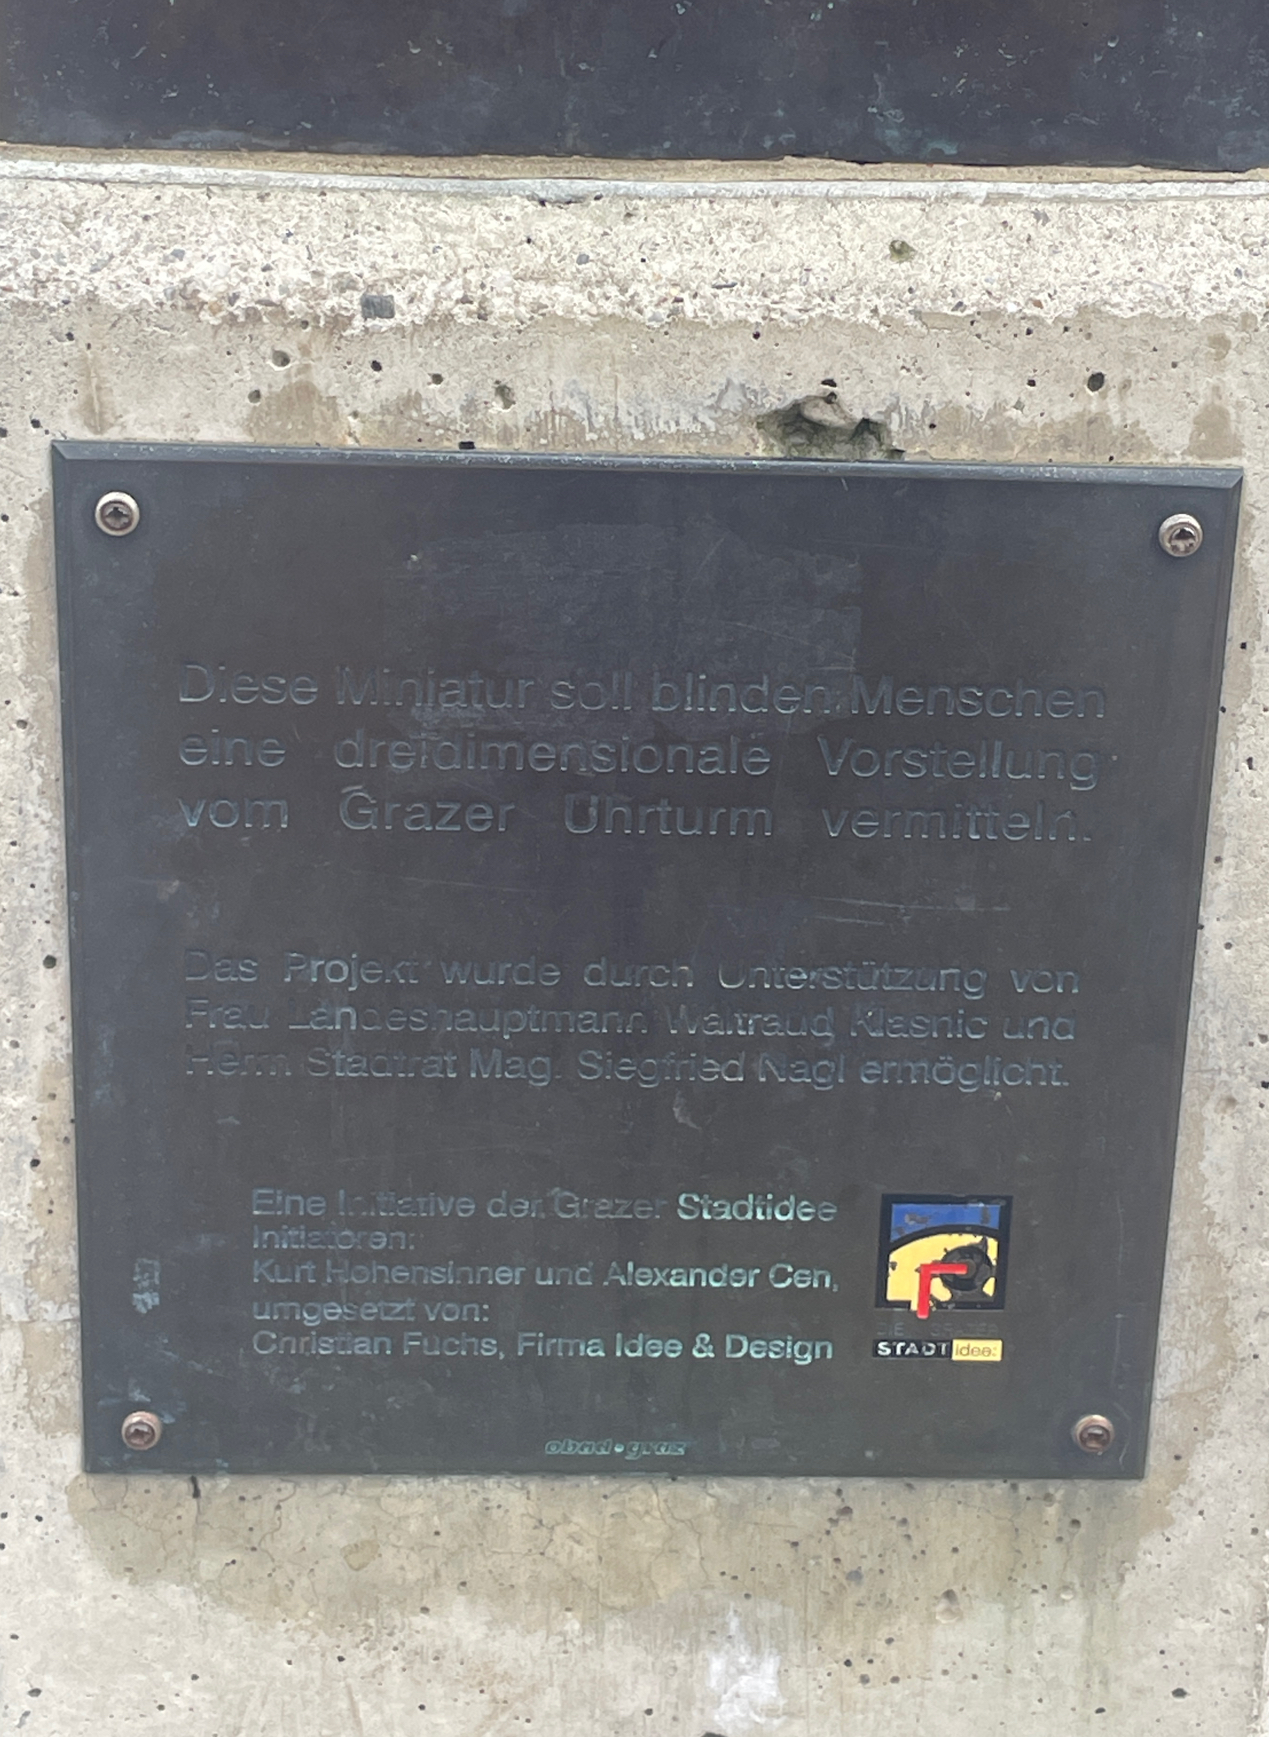 Diese Miniatur soll blinden Menschen
eine dreidimensionale Vorstellung
vom Grazer Uhrturm vermitteln.
Das Projekt wurde durch Unterstützung von
Frau Landeshauptmann Waltraud Klasnic und
Herrn Stadtrat Mag. Siegfried Nagl ermöglicht.
Eine Initiative der Grazer Stadtidee
Initiatoren:
Kurt Hohensinner und Alexander Cen,
umgesetzt von:
Christian Fuchs, Firma Idee & Design
STADT idee:
obad • graz